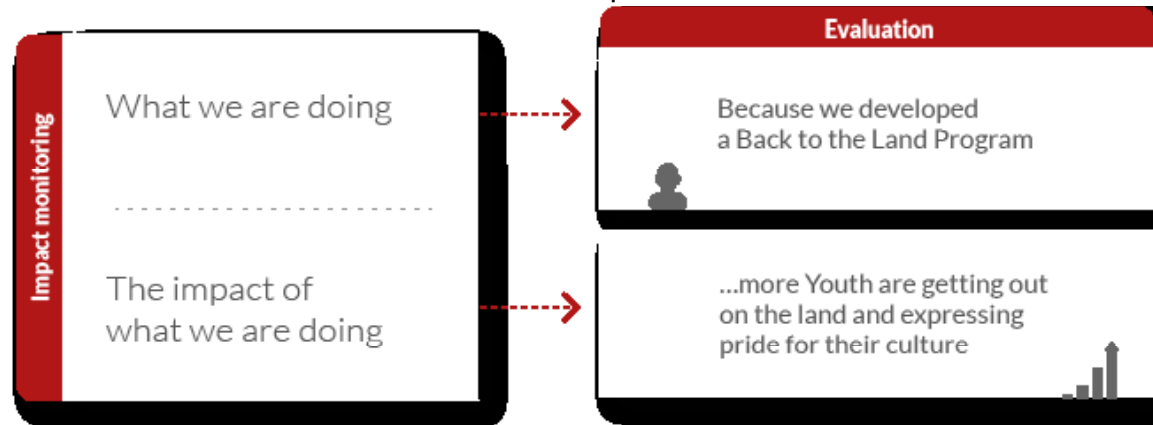 Impact monitoring
What we are doing
The impact of
what we are doing
Evaluation
Because we developed
a Back to the Land Program
...more Youth are getting out
on the land and expressing
pride for their culture